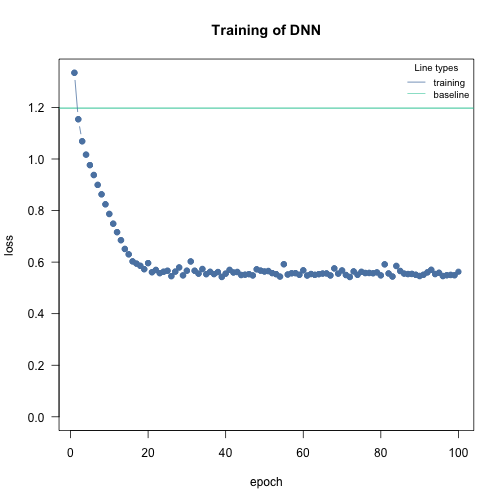 Training of DNN
Line types
training
baseline
loss
1.2
1.0
0.8
0.6
0.4
0.2
0.0
0 20 40 60 80 100
epoch